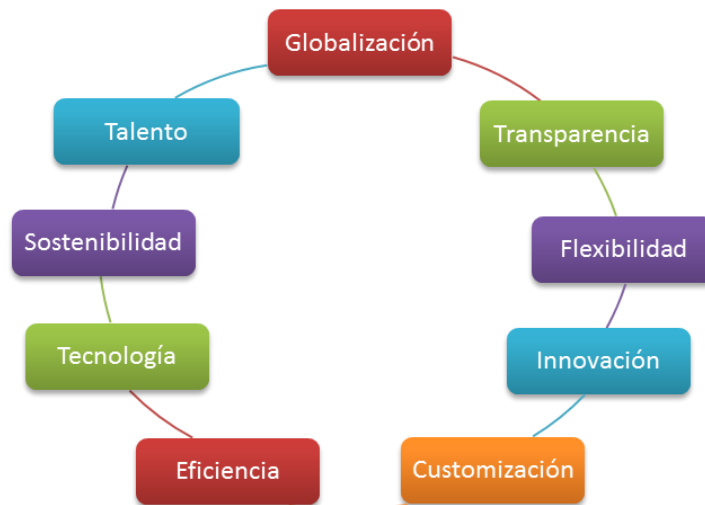 Globalización
Talento
Transparencia
Sostenibilidad
Flexibilidad
Tecnología
Innovación
Eficiencia
Customización